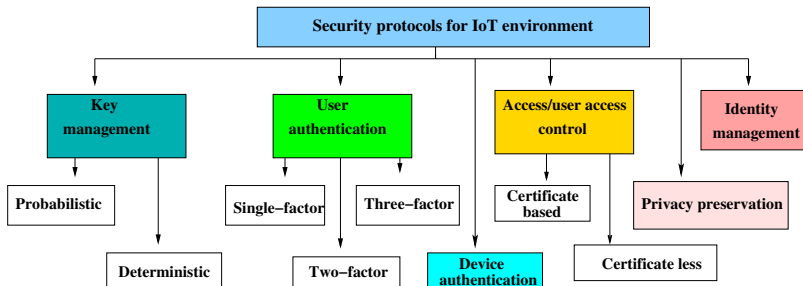 Security protocols for IoT environment
Key
management
User
authentication
Access/user access
control
Identity
management
Probabilistic
Single−factor
Three−factor
Certificate
based
Privacy preservation
Deterministic
Two−factor
Device
authentication
Certificate less